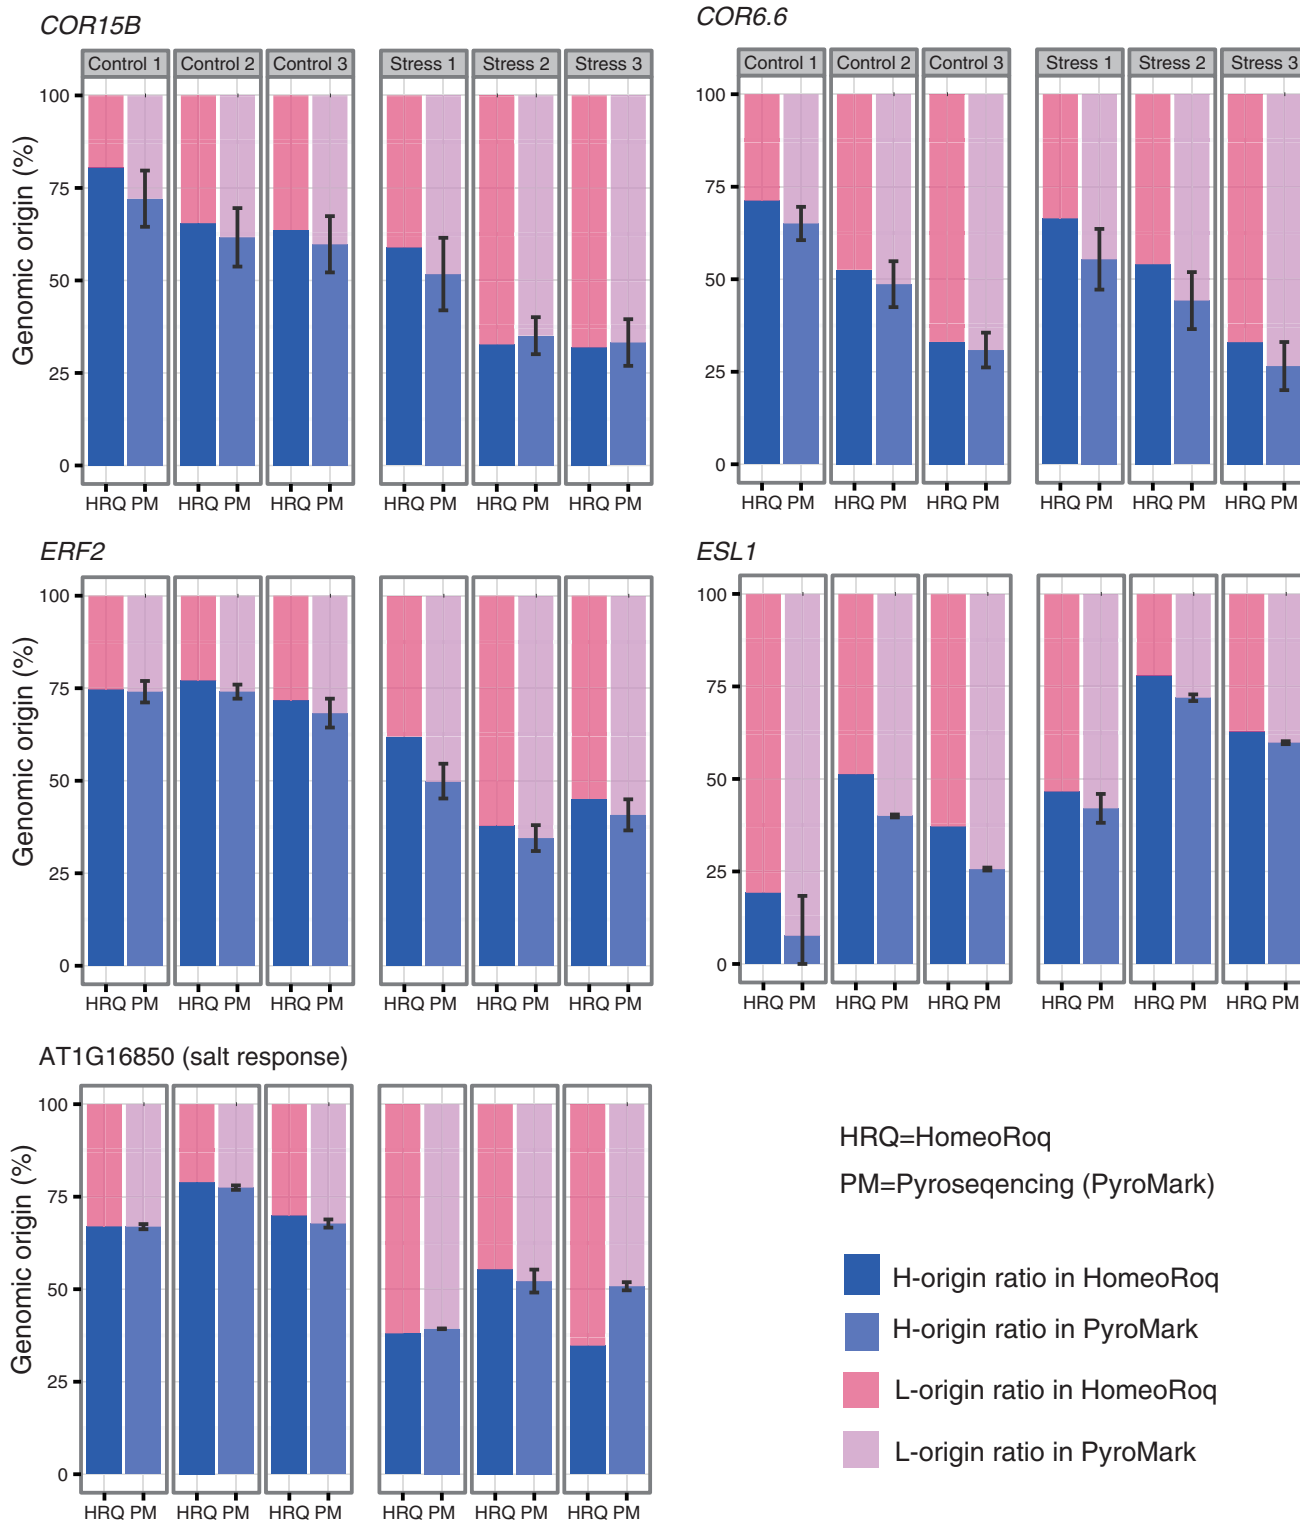 COR15B
Control 1 Control 2 Control 3 Stress 1 Stress 2 Stress 3
Genomic origin (%)
100
75
50
25
0
HRQ PM HRQ PM HRQ PM HRQ PM HRQ PM HRQ PM
COR6.6
Control 1 Control 2 Control 3 Stress 1 Stress 2 Stress 3
100
75
50
25
0
HRQ PM HRQ PM HRQ PM HRQ PM HRQ PM HRQ PM
ERF2
Genomic origin (%)
100
75
50
25
0
HRQ PM HRQ PM HRQ PM HRQ PM HRQ PM HRQ PM
ESL1
100
75
50
25
0
HRQ PM HRQ PM HRQ PM HRQ PM HRQ PM HRQ PM
AT1G16850 (salt response)
Genomic origin (%)
100
75
50
25
0
HRQ PM HRQ PM HRQ PM HRQ PM HRQ PM HRQ PM
HRQ=HomeoRoq
PM=Pyroseqencing (PyroMark)
H-origin ratio in HomeoRoq
H-origin ratio in PyroMark
L-origin ratio in HomeoRoq
L-origin ratio in PyroMark